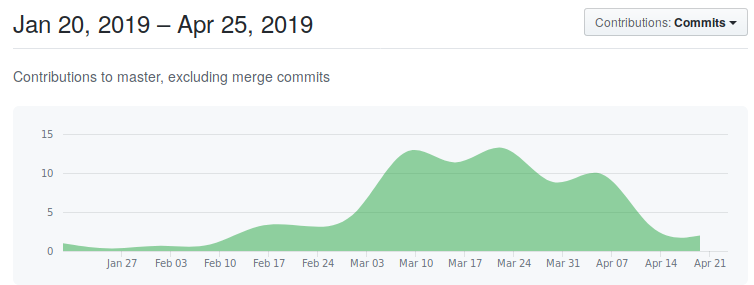 Jan 20, 2019 – Apr 25, 2019
Contributions: Commits
Contributions to master, excluding merge commits
15
10
5
0
Jan 27 Feb 03 Feb 10 Feb 17 Feb 24 Mar 03 Mar 10 Mar 17 Mar 24 Mar 31 Apr 07 Apr 14 Apr 21